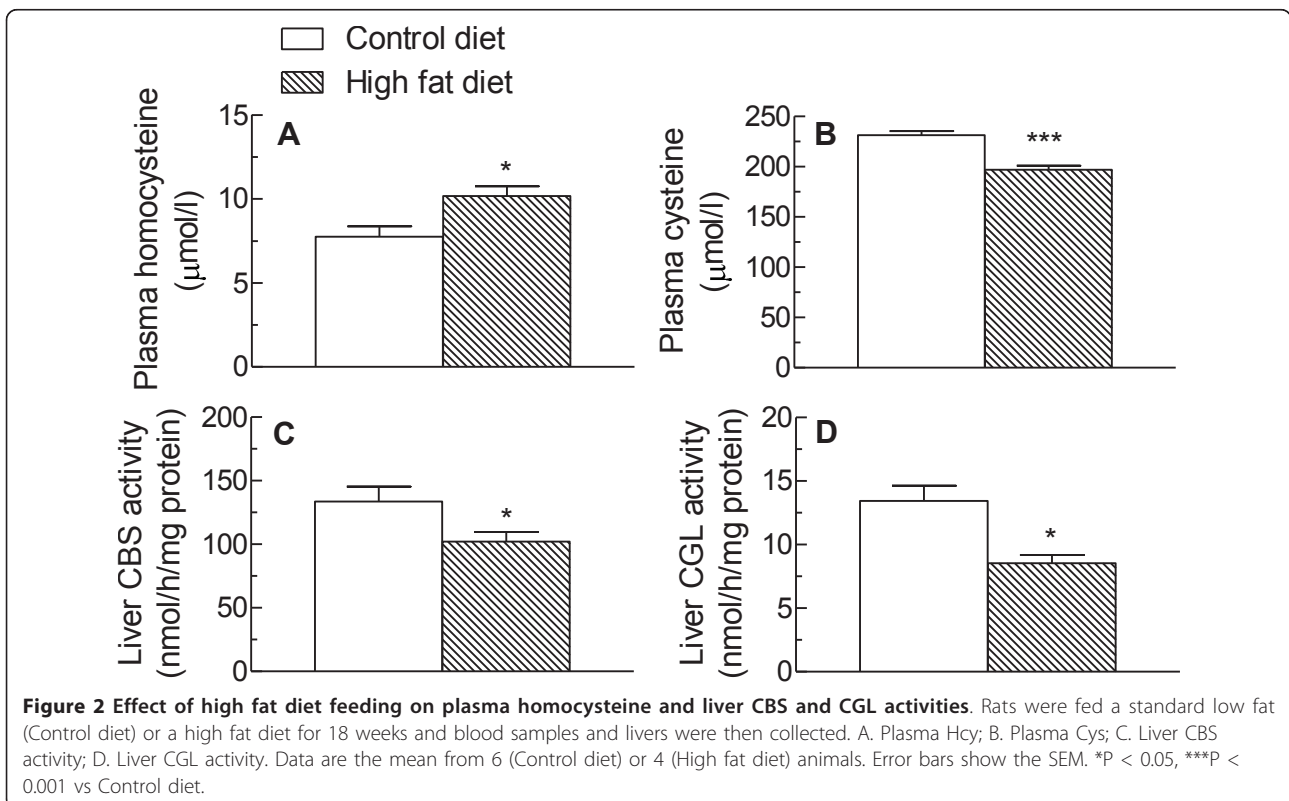 Control diet
High fat diet
A
Plasma homocysteine
(μmol/l)
15
10
5
0
*
B
Plasma cysteine
(μmol/l)
250
200
150
100
50
0
***
C
Liver CBS activity
(nmol/h/mg protein)
200
150
100
50
0
*
D
Liver CGL activity
(nmol/h/mg protein)
20
15
10
5
0
*
Figure 2 Effect of high fat diet feeding on plasma homocysteine and liver CBS and CGL activities. Rats were fed a standard low fat
(Control diet) or a high fat diet for 18 weeks and blood samples and livers were then collected. A. Plasma Hcy; B. Plasma Cys; C. Liver CBS
activity; D. Liver CGL activity. Data are the mean from 6 (Control diet) or 4 (High fat diet) animals. Error bars show the SEM. *P < 0.05, ***P <
0.001 vs Control diet.